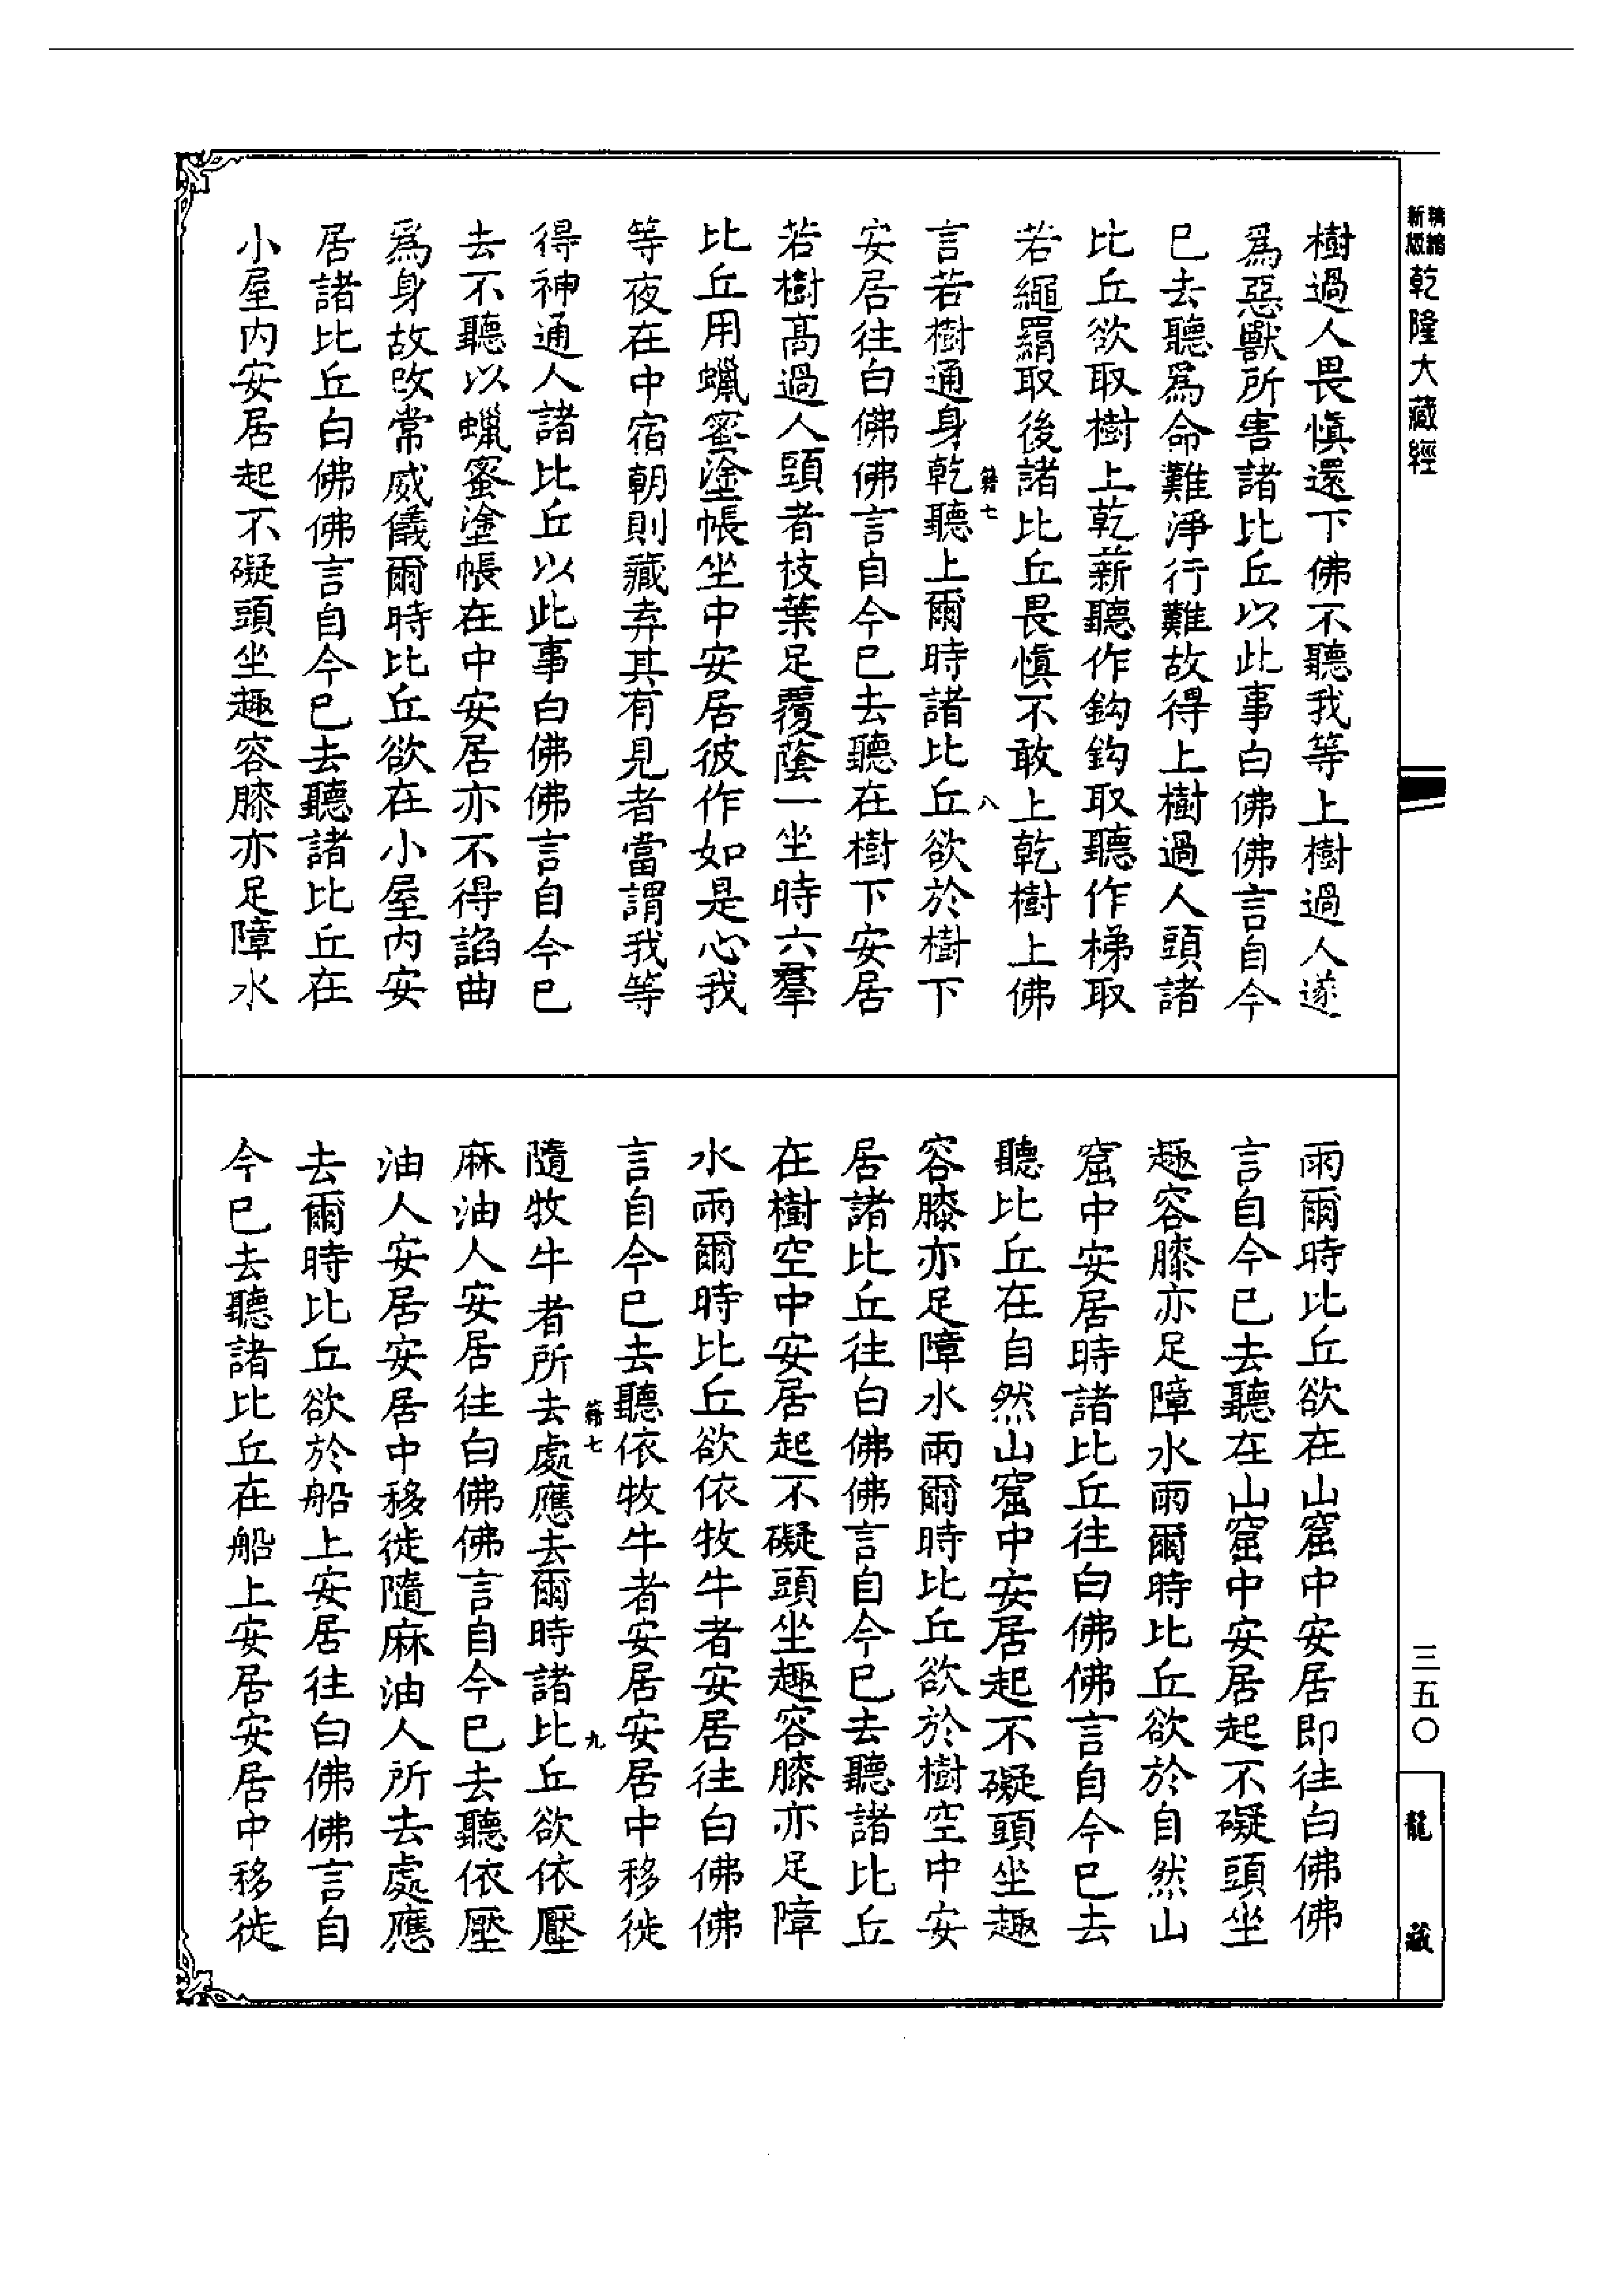 新編
縮版
乾隆大藏經
樹過人畏慎還下佛不聽我等上樹過人遂
為惡獸所害諸比丘以此事白佛佛言自今
已去聽為命難淨行難故得上樹過人頭諸
比丘欲取樹上乾薪聽作鉤鉤取聽作梯取
若繩羂取後諸比丘畏慎不敢上乾樹上佛
籍七
八
言若樹通身乾聽上爾時諸比丘欲於樹下
安居往白佛佛言自今已去聽在樹下安居
若樹高過人頭者枝葉足覆蔭一坐時六羣
比丘用蠟蜜塗帳坐中安居彼作如是心我
等夜在中宿朝則藏弆其有見者當謂我等
得神通人諸比丘以此事白佛佛言自今已
去不聽以蠟蜜塗帳在中安居亦不得諂曲
為身故改常威儀爾時比丘欲在小屋內安
居諸比丘白佛佛言自今已去聽諸比丘在
小屋內安居起不礙頭坐趣容膝亦足障水
雨爾時比丘欲在山窟中安居即往白佛佛
言自今已去聽在山窟中安居起不礙頭坐
趣容膝亦足障水雨爾時比丘欲於自然山
窟中安居時諸比丘往白佛佛言自今已去
聽比丘在自然山窟中安居起不礙頭坐趣
容膝亦足障水雨爾時比丘欲於樹空中安
居諸比丘往白佛佛言自今已去聽諸比丘
在樹空中安居起不礙頭坐趣容膝亦足障
水雨爾時比丘欲依牧牛者安居往白佛佛
言自今已去聽依牧牛者安居安居中移徙
籍七
九
隨牧牛者所去處應去爾時諸比丘欲依壓
麻油人安居往白佛佛言自今已去聽依壓
油人安居安居中移徙隨麻油人所去處應
去爾時比丘欲於船上安居往白佛佛言自
今已去聽諸比丘在船上安居安居中移徙
三五〇
龍藏